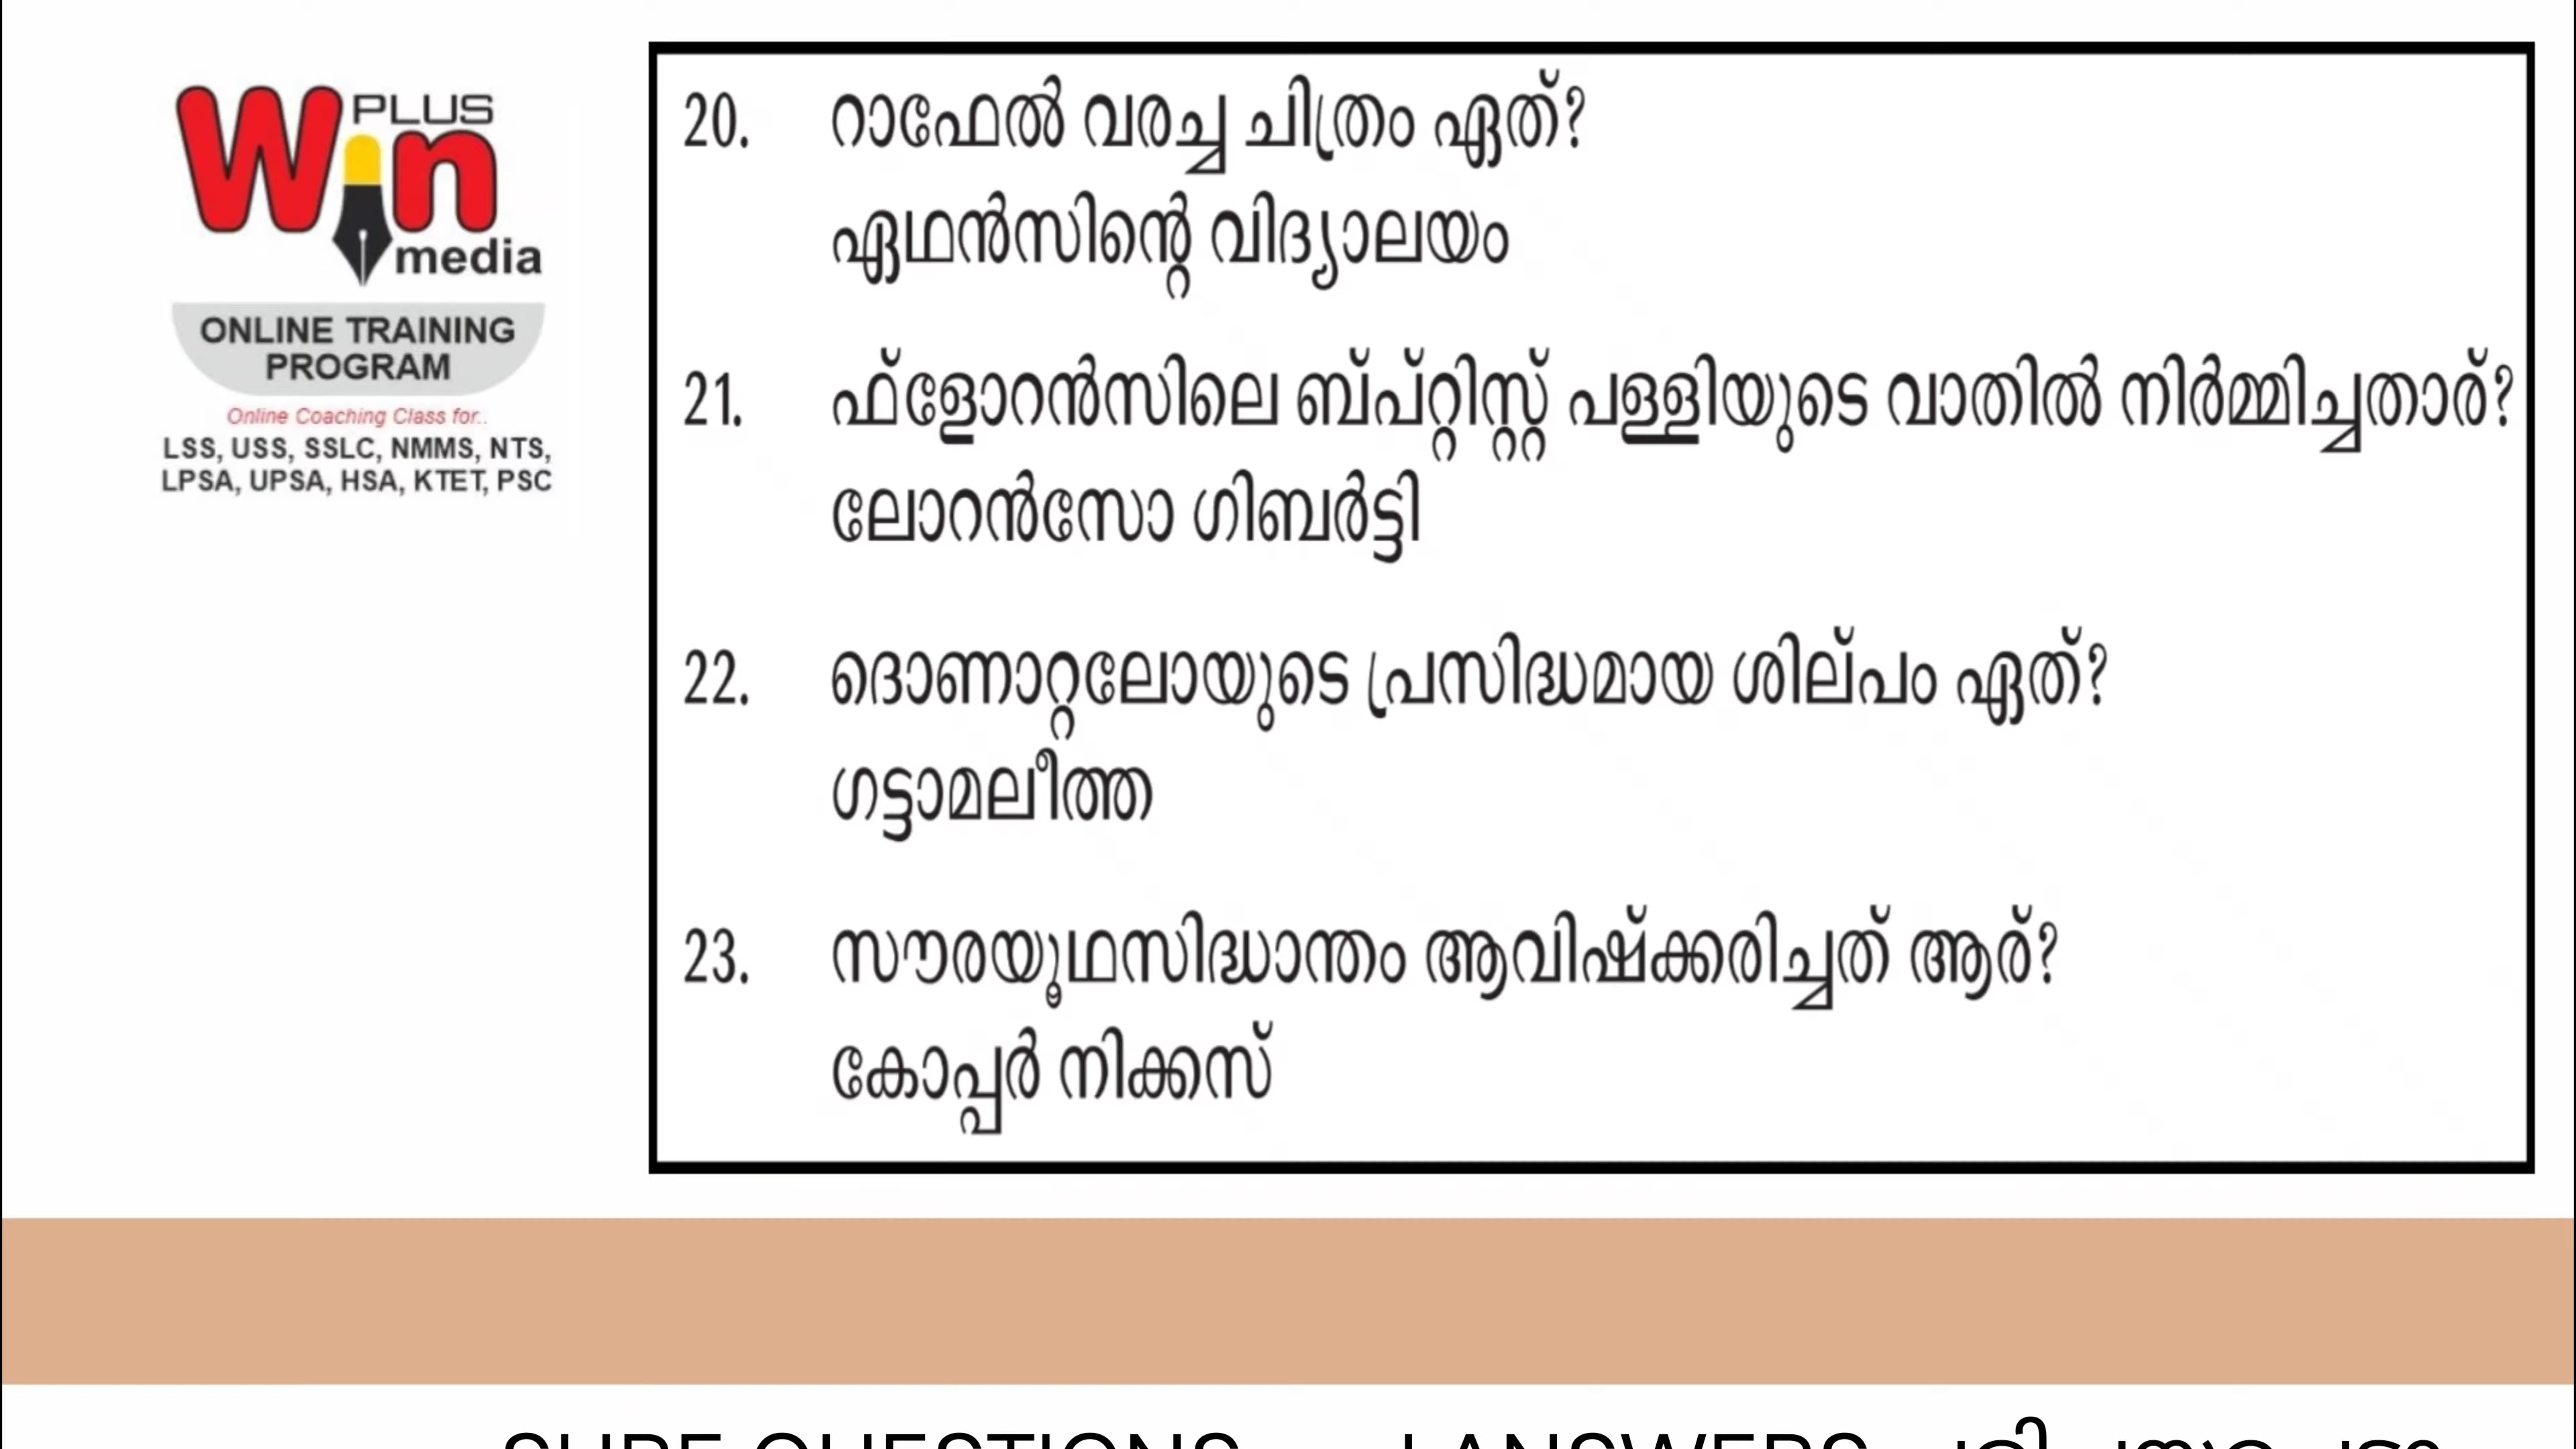 PLUS
Win
media
ONLINE TRAINING
PROGRAM
Online Coaching Class for..
LSS, USS, SSLC, NMMS, NTS,
LPSA, UPSA, HSA, KTET, PSC
20. റാഫേൽ വരച്ച ചിത്രം ഏത്?
ഏഥൻസിന്റെ വിദ്യാലയം
21. ഫ്ളോറൻസിലെ ബ്പ്റ്റിസ്റ്റ് പള്ളിയുടെ വാതിൽ നിർമ്മിച്ചതാര്?
ലോറൻസോ ഗിബർട്ടി
22. ദൊണാറ്റലോയുടെ പ്രസിദ്ധമായ ശില്പം ഏത്?
ഗട്ടാമലീത്ത
23. സൗരയൂഥസിദ്ധാന്തം ആവിഷ്ക്കരിച്ചത് ആര്?
കോപ്പർ നിക്കസ്
QUESTIONS ANSWERS